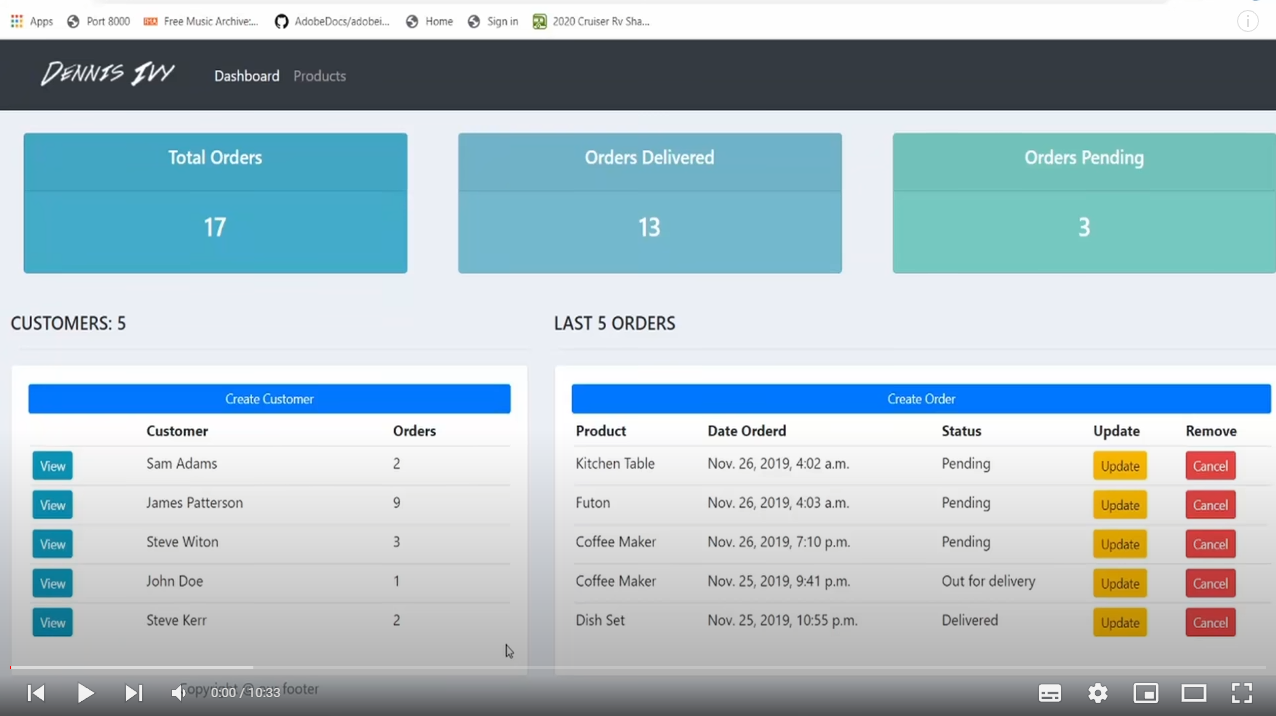 Apps Port 8000 Free Music Archive:... AdobeDocs/adobei... Home Sign in 2020 Cruiser Rv Sha...
DENNIS IVY Dashboard Products
Total Orders Orders Delivered Orders Pending
17 13 3
CUSTOMERS: 5 LAST 5 ORDERS
Create Customer Create Order
Customer Orders Product Date Orderd Status Update Remove
View Sam Adams 2 Kitchen Table Nov. 26, 2019, 4:02 a.m. Pending Update Cancel
View James Patterson 9 Futon Nov. 26, 2019, 4:03 a.m. Pending Update Cancel
View Steve Witon 3 Coffee Maker Nov. 26, 2019, 7:10 p.m. Pending Update Cancel
View John Doe 1 Coffee Maker Nov. 25, 2019, 9:41 p.m. Out for delivery Update Cancel
View Steve Kerr 2 Dish Set Nov. 25, 2019, 10:55 p.m. Delivered Update Cancel
Copyright @ footer
0:00 / 10:33